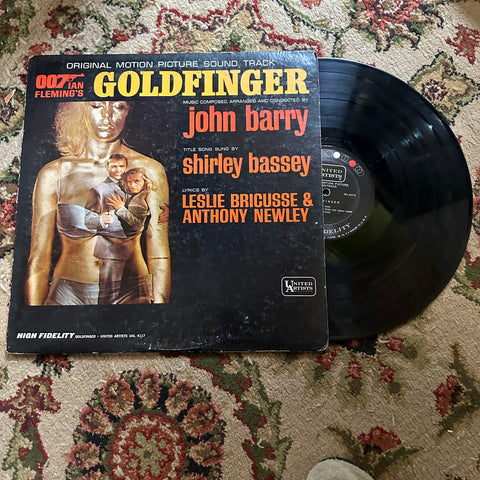 ORIGINAL MOTION PICTURE SOUND TRACK
007 IAN
FLEMING'S
GOLDFINGER
MUSIC COMPOSED, ARRANGED AND CONDUCTED BY
john barry
TITLE SONG SUNG BY
shirley bassey
LYRICS BY
LESLIE BRICUSSE &
ANTHONY NEWLEY
UNITED
ARTISTS
HIGH FIDELITY GOLDFINGER • UNITED ARTISTS UAL 4117
UNITED
ARTISTS